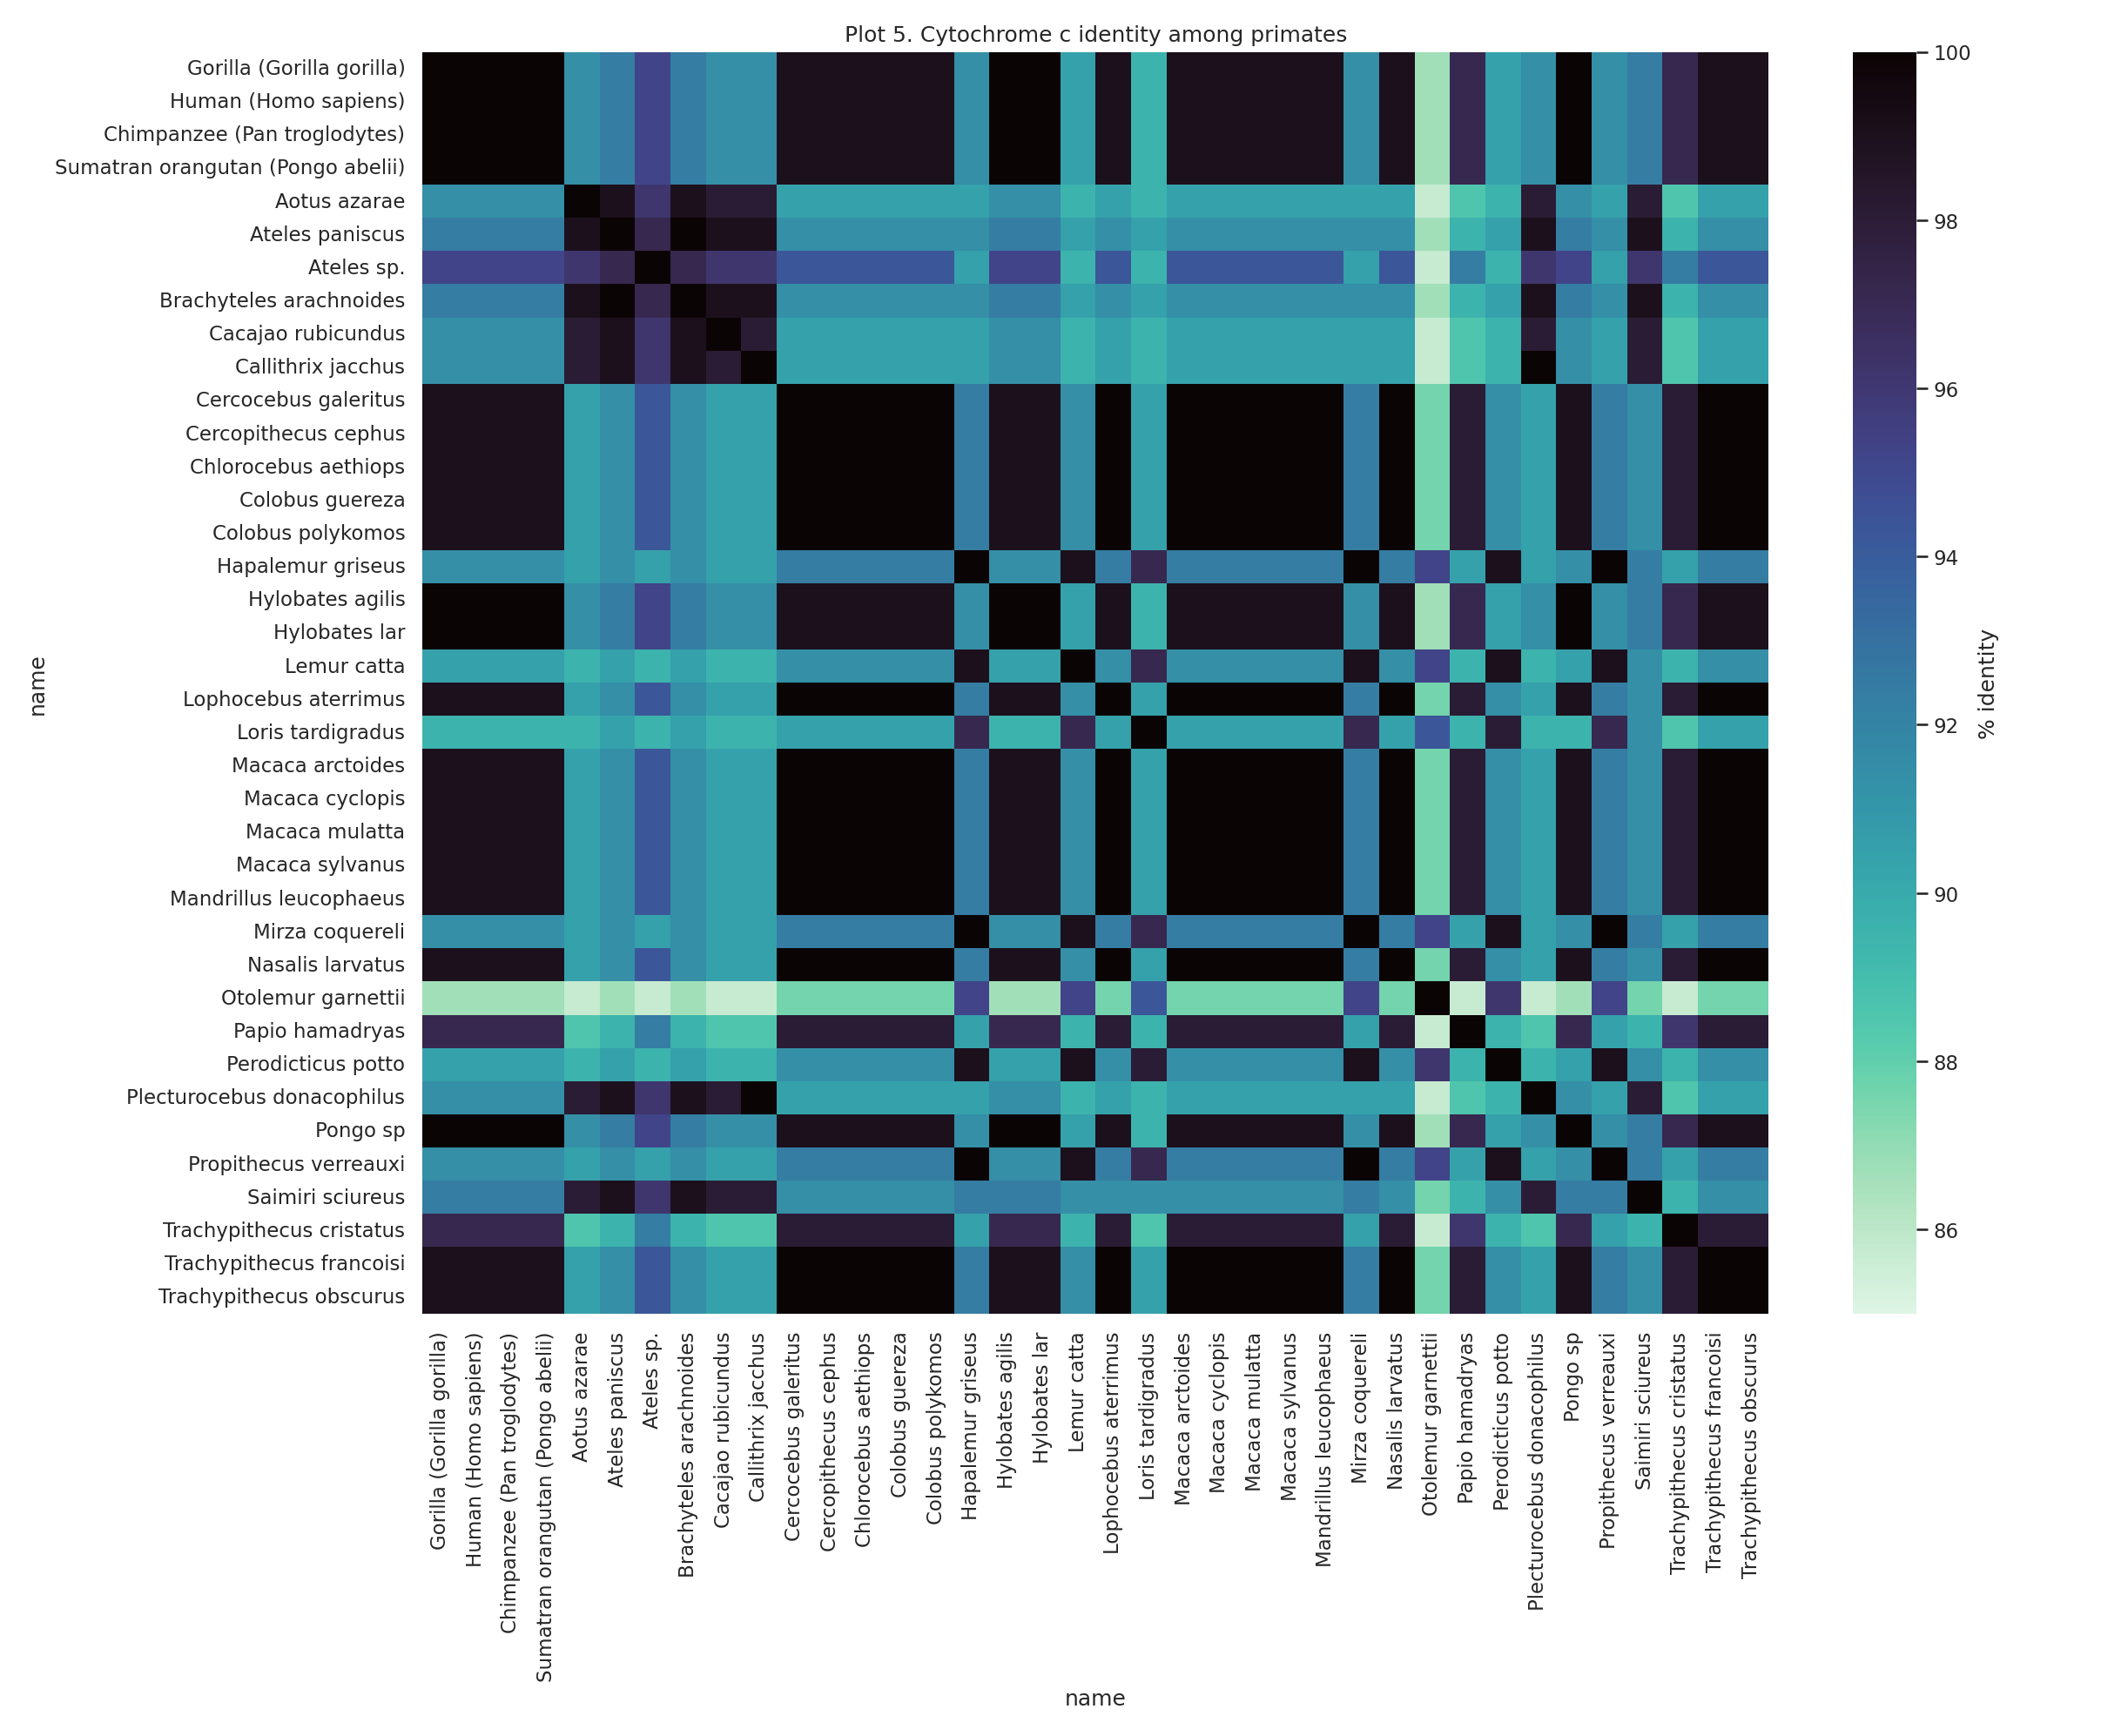 Plot 5. Cytochrome c identity among primates
name
Gorilla (Gorilla gorilla)
Human (Homo sapiens)
Chimpanzee (Pan troglodytes)
Sumatran orangutan (Pongo abelii)
Aotus azarae
Ateles paniscus
Ateles sp.
Brachyteles arachnoides
Cacajao rubicundus
Callithrix jacchus
Cercocebus galeritus
Cercopithecus cephus
Chlorocebus aethiops
Colobus guereza
Colobus polykomos
Hapalemur griseus
Hylobates agilis
Hylobates lar
Lemur catta
Lophocebus aterrimus
Loris tardigradus
Macaca arctoides
Macaca cyclopis
Macaca mulatta
Macaca sylvanus
Mandrillus leucophaeus
Mirza coquereli
Nasalis larvatus
Otolemur garnettii
Papio hamadryas
Perodicticus potto
Plecturocebus donacophilus
Pongo sp
Propithecus verreauxi
Saimiri sciureus
Trachypithecus cristatus
Trachypithecus francoisi
Trachypithecus obscurus
Gorilla (Gorilla gorilla)
Human (Homo sapiens)
Chimpanzee (Pan troglodytes)
Sumatran orangutan (Pongo abelii)
Aotus azarae
Ateles paniscus
Ateles sp.
Brachyteles arachnoides
Cacajao rubicundus
Callithrix jacchus
Cercocebus galeritus
Cercopithecus cephus
Chlorocebus aethiops
Colobus guereza
Colobus polykomos
Hapalemur griseus
Hylobates agilis
Hylobates lar
Lemur catta
Lophocebus aterrimus
Loris tardigradus
Macaca arctoides
Macaca cyclopis
Macaca mulatta
Macaca sylvanus
Mandrillus leucophaeus
Mirza coquereli
Nasalis larvatus
Otolemur garnettii
Papio hamadryas
Perodicticus potto
Plecturocebus donacophilus
Pongo sp
Propithecus verreauxi
Saimiri sciureus
Trachypithecus cristatus
Trachypithecus francoisi
Trachypithecus obscurus
name
100
98
96
94
92
90
88
86
% identity